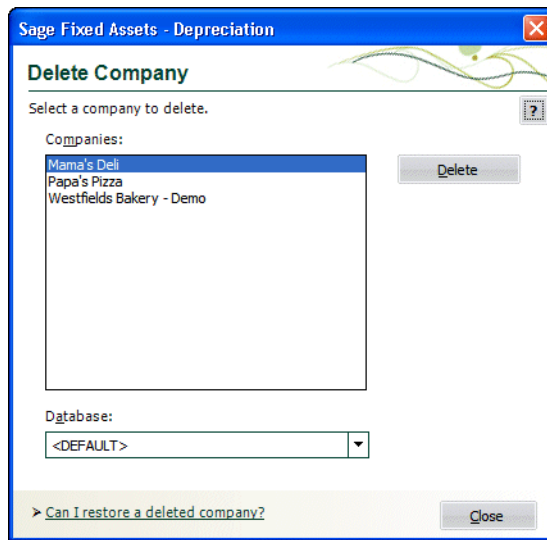 Sage Fixed Assets - Depreciation
Delete Company
Select a company to delete.
?
Companies:
Mama's Deli
Delete
Papa's Pizza
Westfields Bakery - Demo
Database:
<DEFAULT>
➤ Can I restore a deleted company?
Close